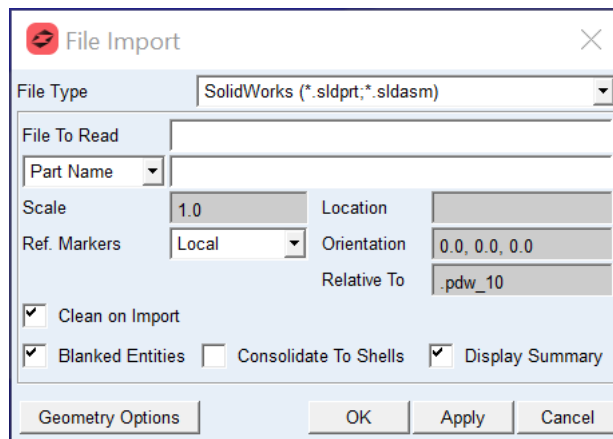 File Import
File Type SolidWorks (*.sldprt;*.sldasm)
File To Read
Part Name
Scale 1.0 Location
Ref. Markers Local Orientation 0.0, 0.0, 0.0
Relative To .pdw_10
Clean on Import
Blanked Entities Consolidate To Shells Display Summary
Geometry Options OK Apply Cancel